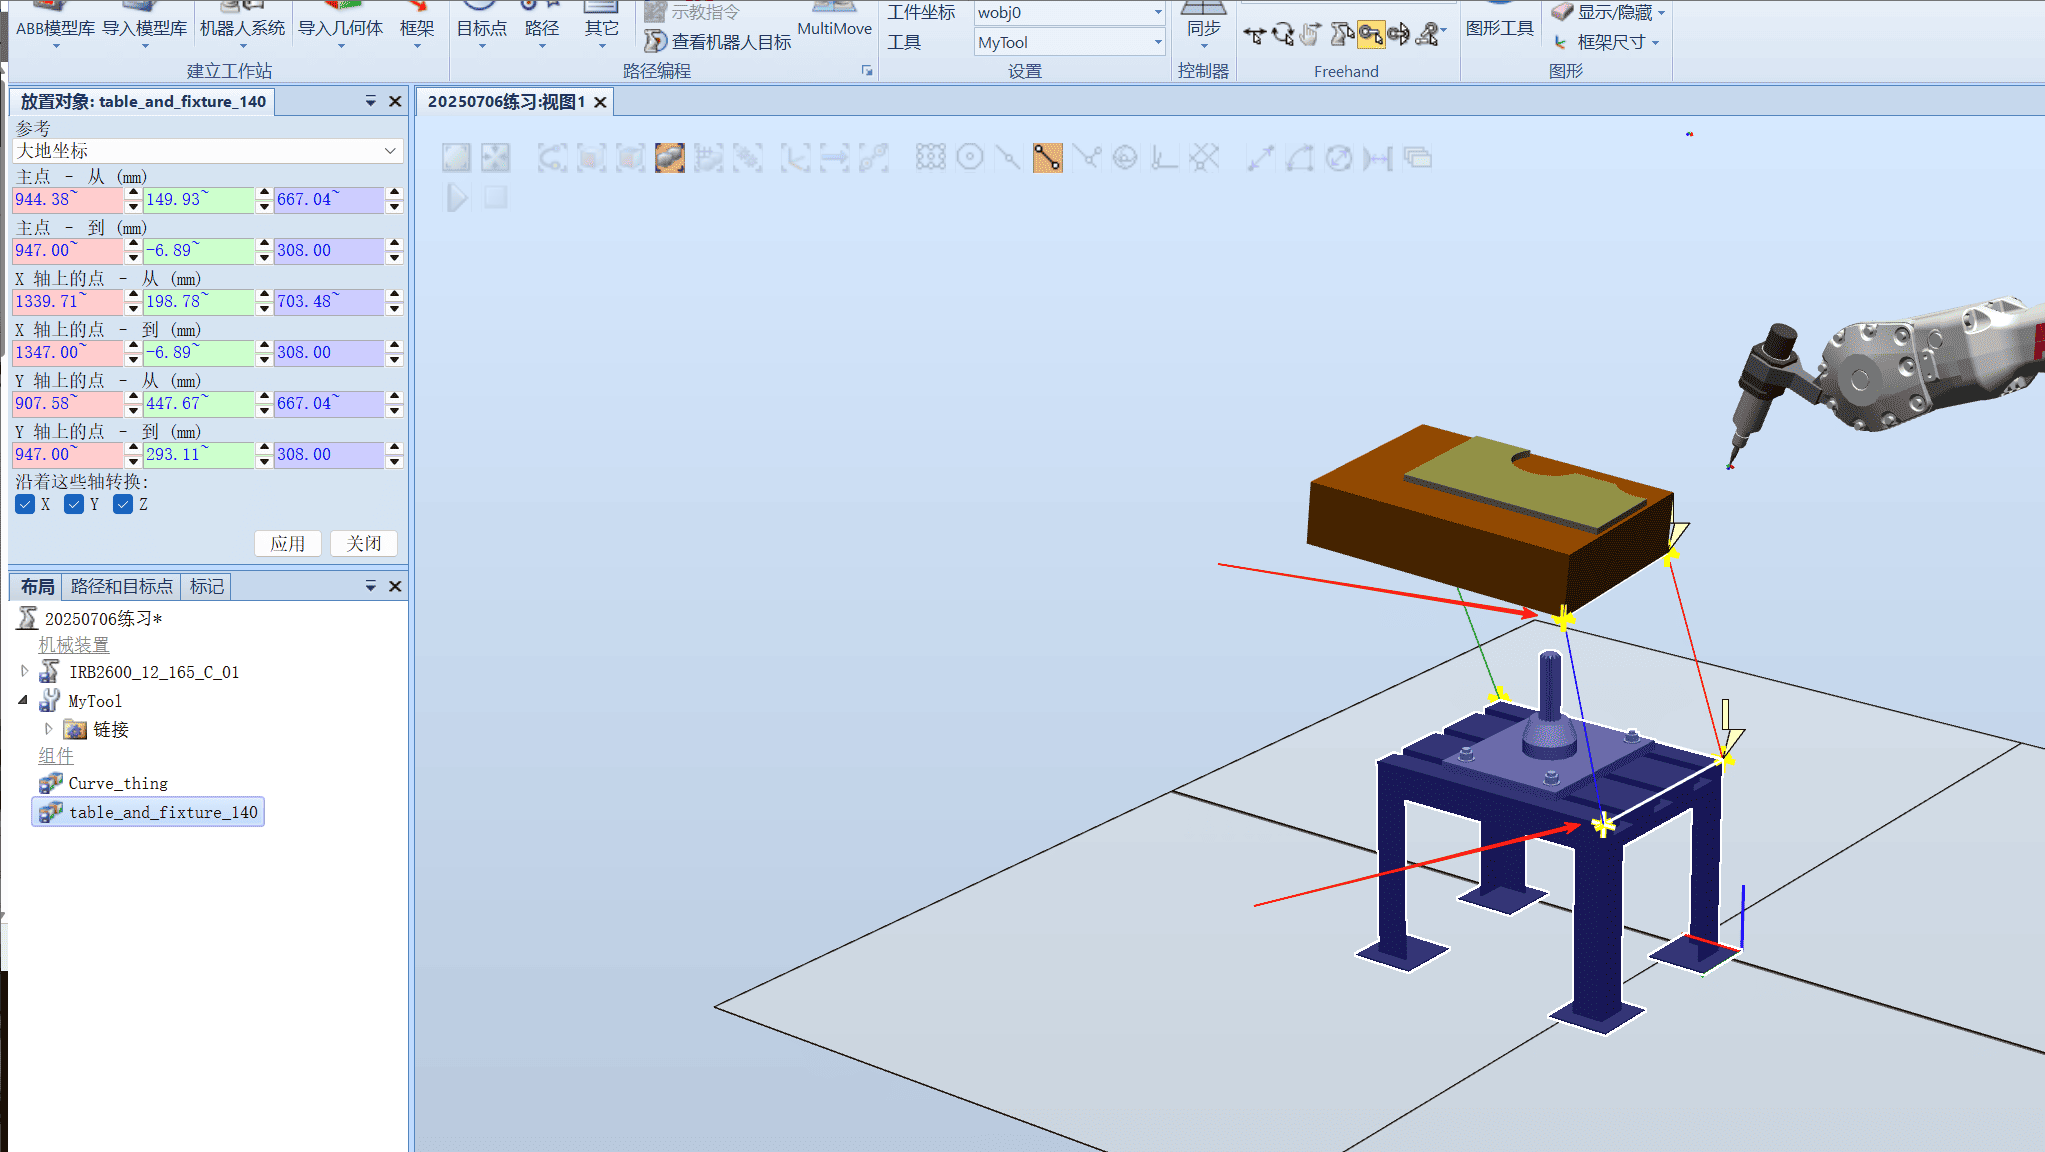 ABB模型库 导入模型库 机器人系统 导入几何体 框架 目标点 路径 其它 示教指令 MultiMove 工件坐标 wobj0 同步 图形工具 显示/隐藏
查看机器人目标 工具 MyTool 框架尺寸
建立工作站 路径编程 设置 控制器 Freehand 图形
放置对象: table_and_fixture_140
20250706练习:视图1
参考
大地坐标
主点 - 从 (mm)
944.38~ 149.93~ 667.04~
主点 - 到 (mm)
947.00~ -6.89~ 308.00
X 轴上的点 - 从 (mm)
1339.71~ 198.78~ 703.48~
X 轴上的点 - 到 (mm)
1347.00~ -6.89~ 308.00
Y 轴上的点 - 从 (mm)
907.58~ 447.67~ 667.04~
Y 轴上的点 - 到 (mm)
947.00~ 293.11~ 308.00
沿着这些轴转换:
X Y Z
应用 关闭
布局 路径和目标点 标记
20250706练习*
机械装置
IRB2600_12_165_C_01
MyTool
链接
组件
Curve_thing
table_and_fixture_140